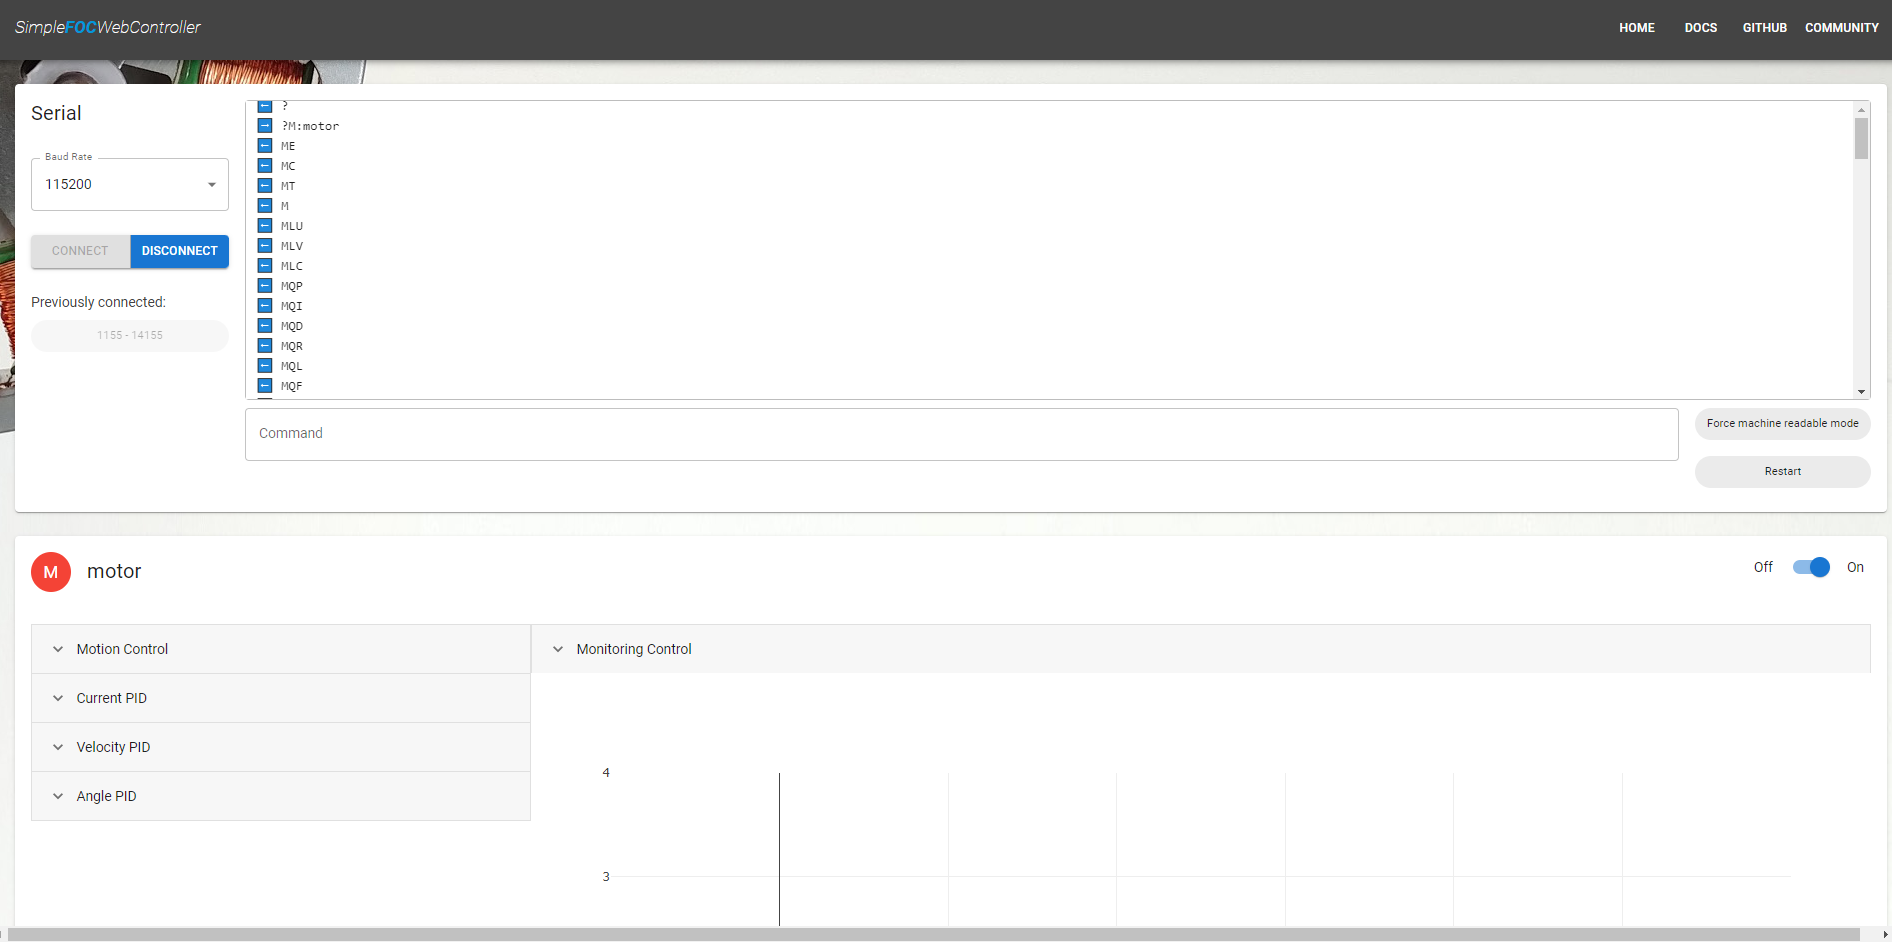 SimpleFOCWebController
HOME DOCS GITHUB COMMUNITY
Serial
Baud Rate
115200
CONNECT DISCONNECT
Previously connected:
1155 - 14155
← ?
→ ?M:motor
← ME
← MC
← MT
← M
← MLU
← MLV
← MLC
← MQP
← MQI
← MQD
← MQR
← MQL
← MQF
Command
Force machine readable mode
Restart
M motor
Off On
Motion Control
Current PID
Velocity PID
Angle PID
Monitoring Control
4
3